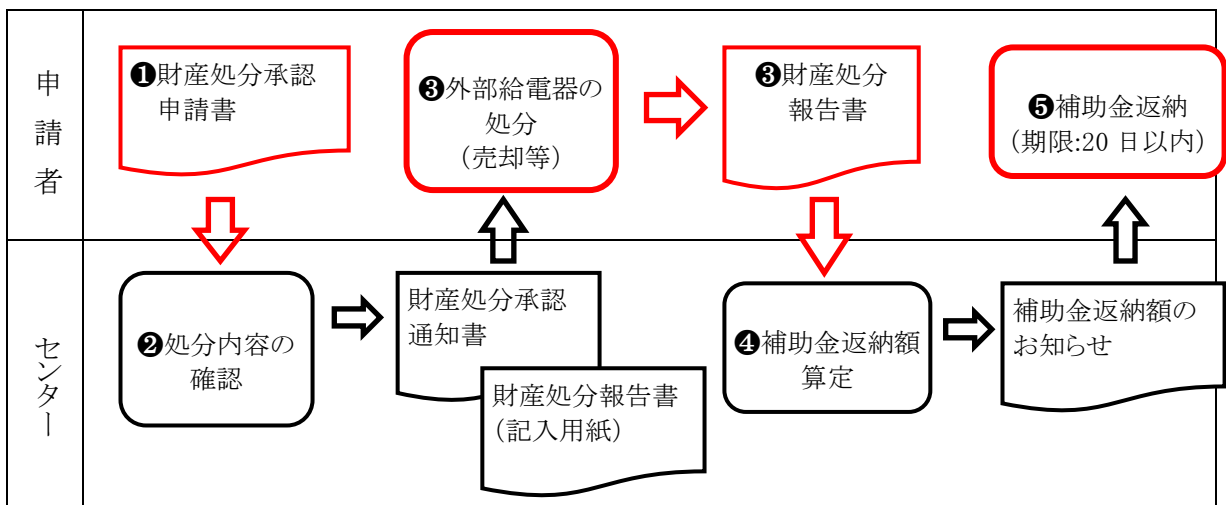 申請者
❶財産処分承認
申請書
❸外部給電器の
処分
(売却等)
❸財産処分
報告書
❺補助金返納
(期限:20 日以内)
センター
❷処分内容の
確認
財産処分承認
通知書
財産処分報告書
(記入用紙)
❹補助金返納額
算定
補助金返納額の
お知らせ